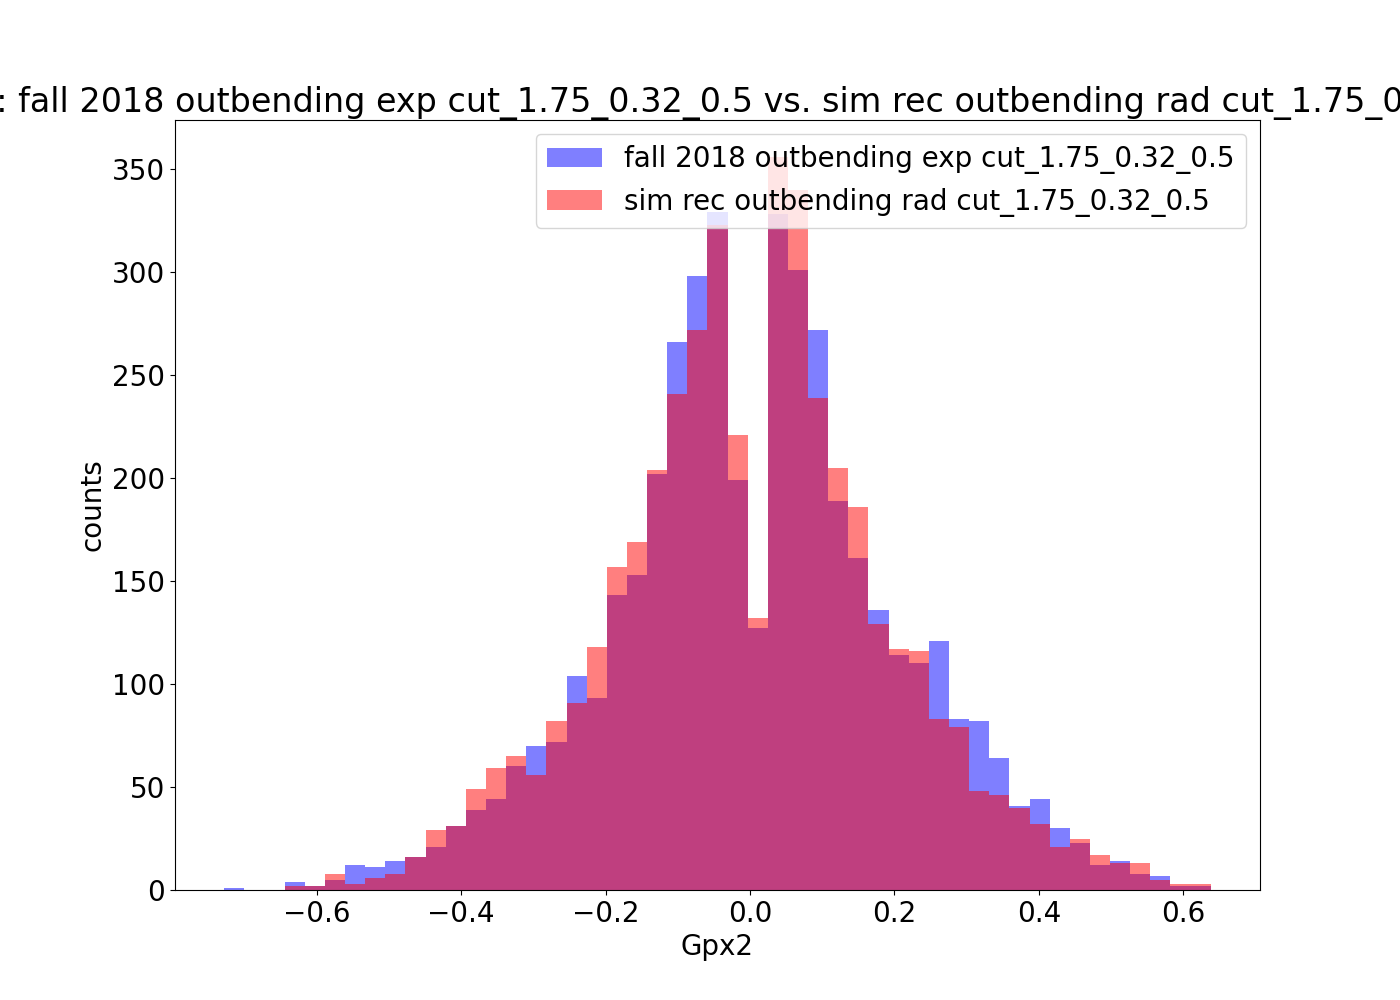 : fall 2018 outbending exp cut_1.75_0.32_0.5 vs. sim rec outbending rad cut_1.75_0
fall 2018 outbending exp cut_1.75_0.32_0.5
sim rec outbending rad cut_1.75_0.32_0.5
350
300
250
200
150
100
50
0
counts
−0.6 −0.4 −0.2 0.0 0.2 0.4 0.6
Gpx2